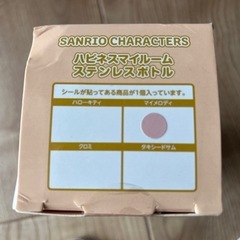 SANRIO CHARACTERS
ハピネスマイルーム
ステンレスボトル
シールが貼ってある商品が1個入っています。
ハローキティ
マイメロディ
クロミ
タキシードサム